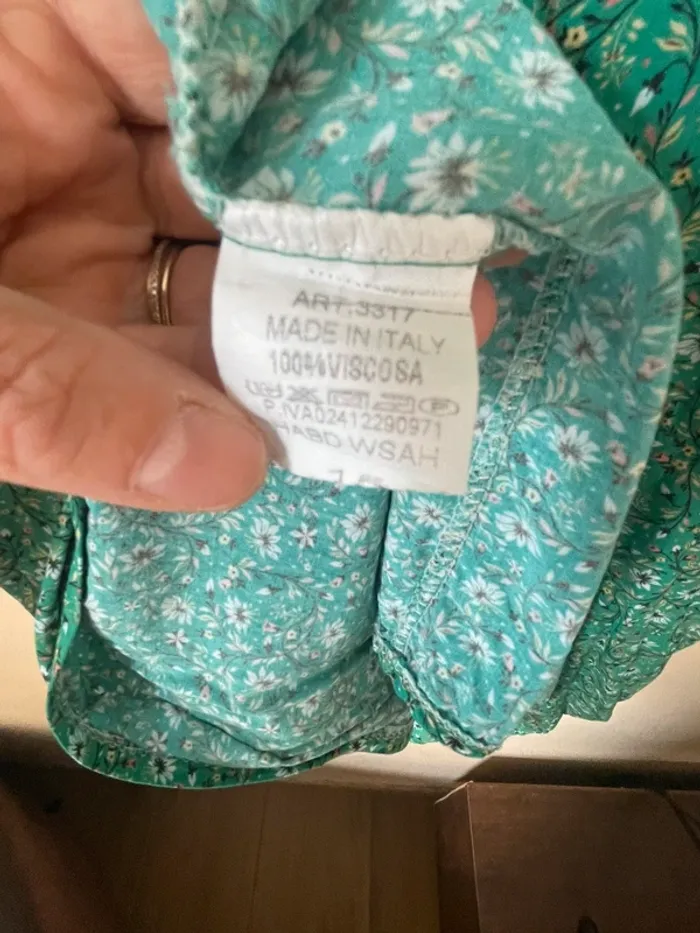 ART.3317
MADE IN ITALY
100%VISCOSA
P.IVA02412290971
HABD WSAH